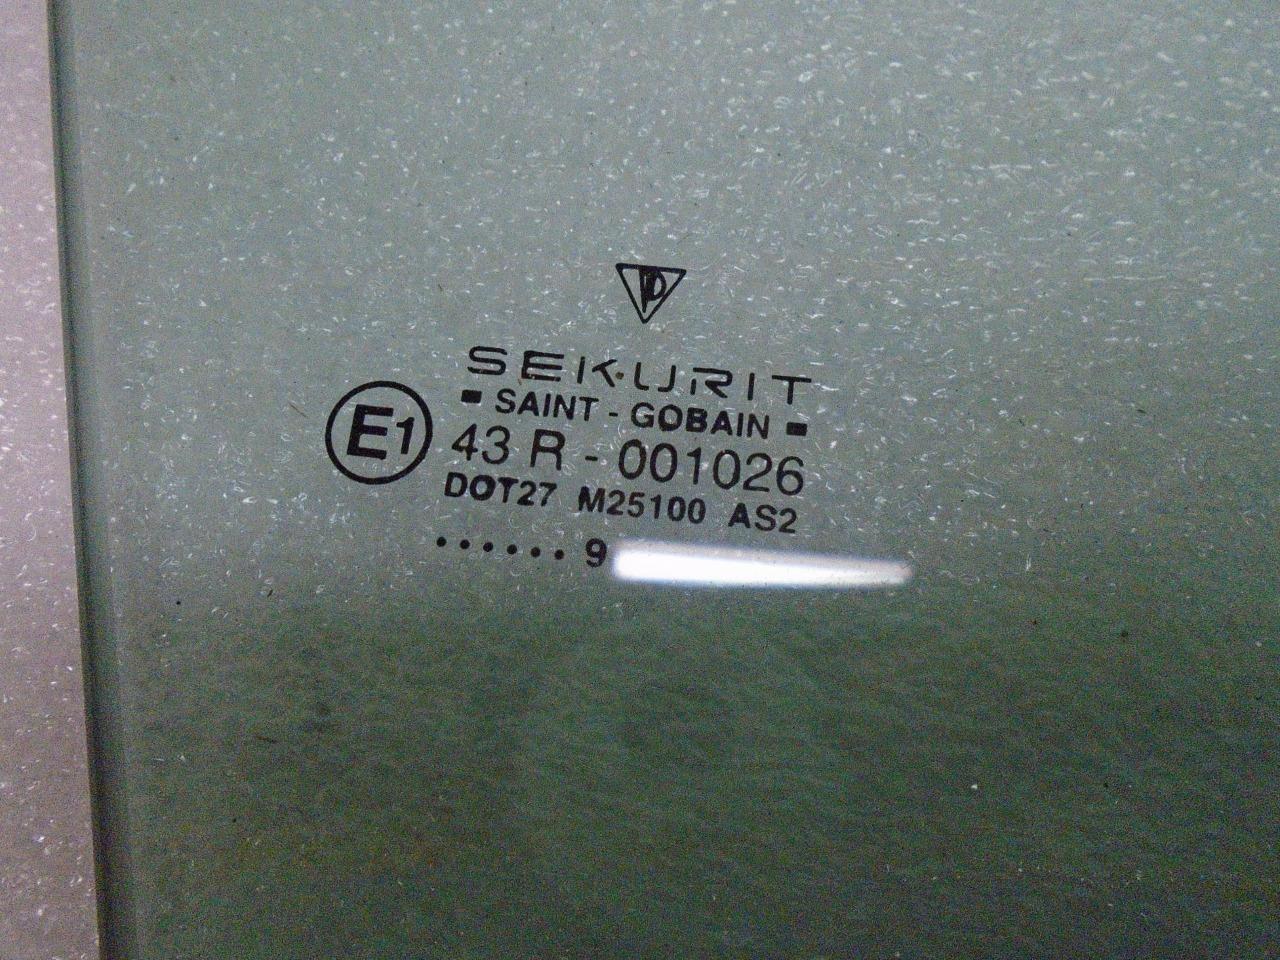 SEKURIT
SAINT - GOBAIN
E1
43 R - 001026
DOT27 M25100 AS2
......9